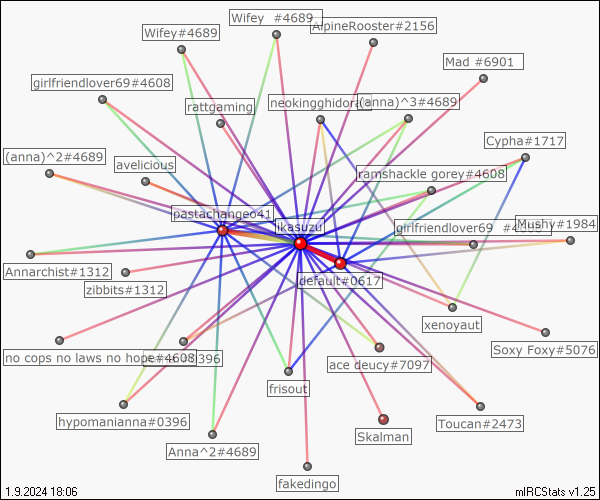 Wifey #4689
AlpineRooster#2156
Wifey#4689
Mad #6901
girlfriendlover69#4608
rattgaming
neokingghidora
(anna)^3#4689
Cypha#1717
(anna)^2#4689
avelicious
ramshackle gorey#4608
pastachangeo41
ikasuzu
girlfriendlover69
Mushy#1984
Annarchist#1312
zibbits#1312
default#0617
xenoyaut
Soxy Foxy#5076
no cops no laws no hope
#4608
0396
ace deucy#7097
frisout
hypomanianna#0396
Toucan#2473
Skalman
Anna^2#4689
fakedingo
1.9.2024 18:06
mIRCStats v1.25